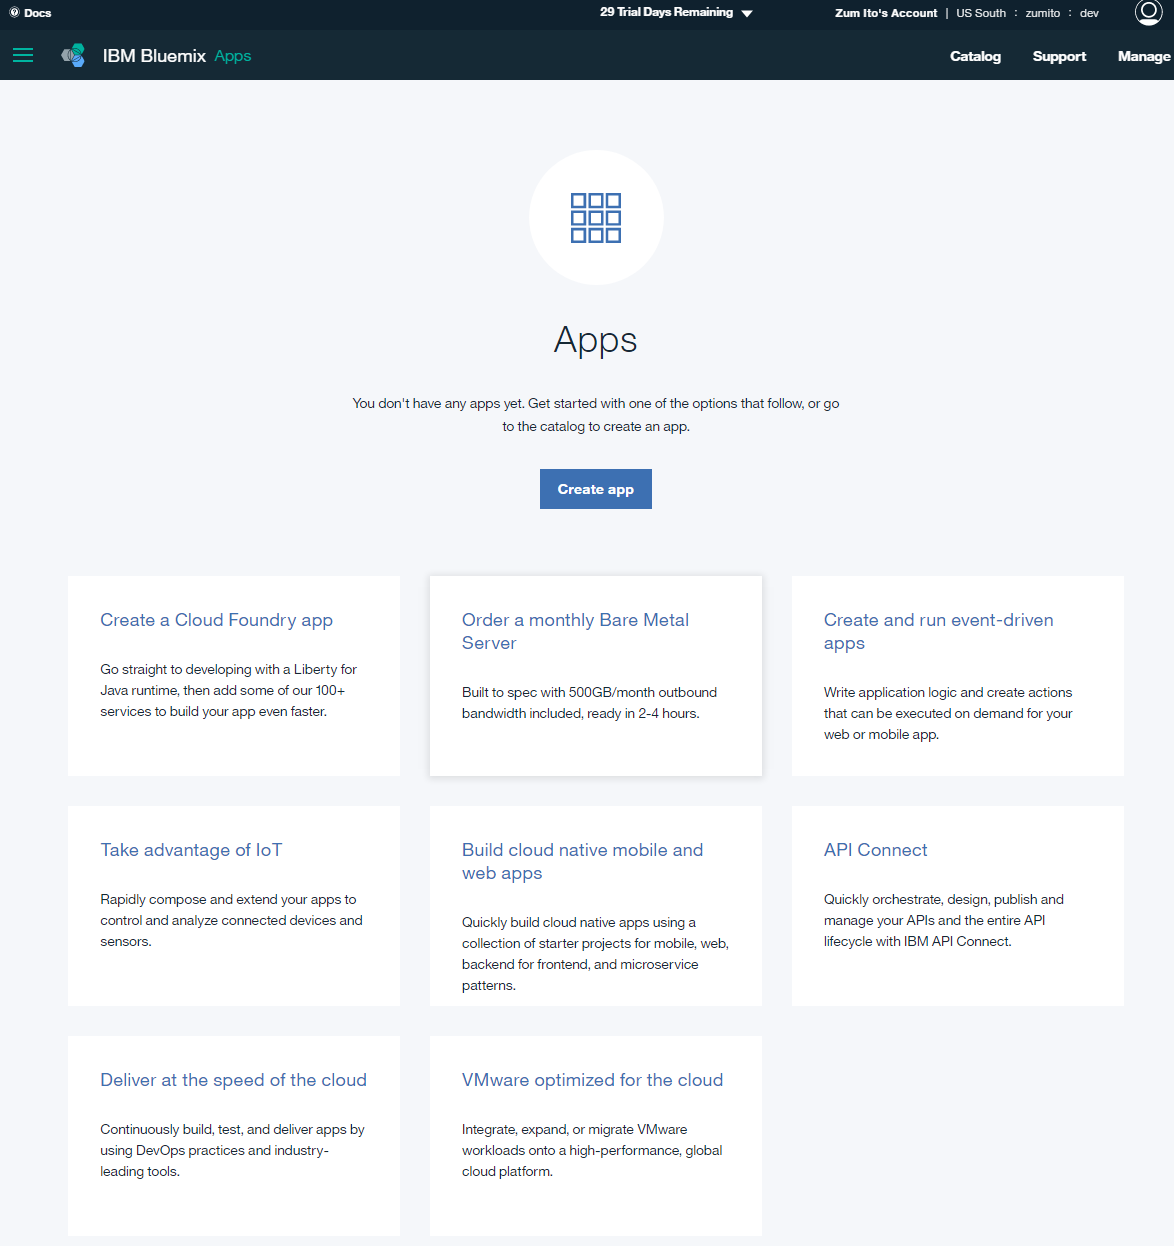 Docs
29 Trial Days Remaining
Zum Ito's Account | US South : zumito : dev
IBM Bluemix Apps
Catalog
Support
Manage
Apps
You don't have any apps yet. Get started with one of the options that follow, or go
to the catalog to create an app.
Create app
Create a Cloud Foundry app
Go straight to developing with a Liberty for
Java runtime, then add some of our 100+
services to build your app even faster.
Order a monthly Bare Metal
Server
Built to spec with 500GB/month outbound
bandwidth included, ready in 2-4 hours.
Create and run event-driven
apps
Write application logic and create actions
that can be executed on demand for your
web or mobile app.
Take advantage of IoT
Rapidly compose and extend your apps to
control and analyze connected devices and
sensors.
Build cloud native mobile and
web apps
Quickly build cloud native apps using a
collection of starter projects for mobile, web,
backend for frontend, and microservice
patterns.
API Connect
Quickly orchestrate, design, publish and
manage your APIs and the entire API
lifecycle with IBM API Connect.
Deliver at the speed of the cloud
Continuously build, test, and deliver apps by
using DevOps practices and industry-
leading tools.
VMware optimized for the cloud
Integrate, expand, or migrate VMware
workloads onto a high-performance, global
cloud platform.